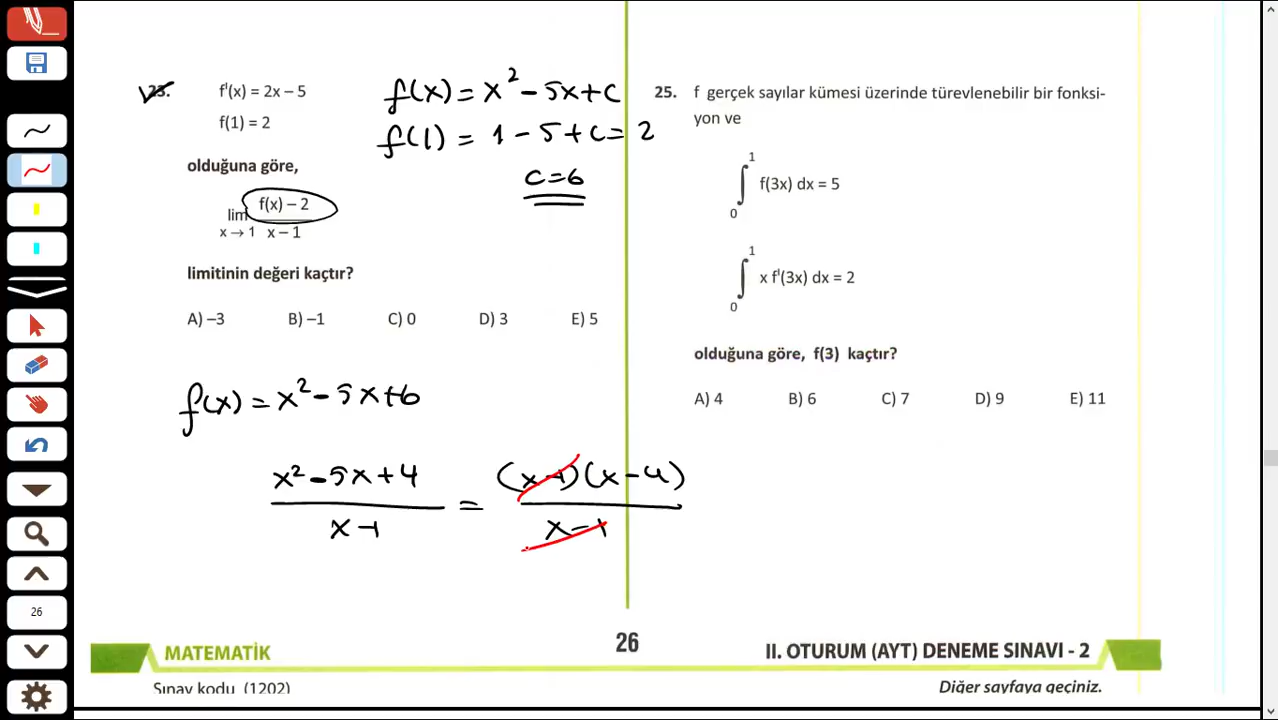 23.
f'(x) = 2x – 5
f(1) = 2
olduğuna göre,
lim f(x) – 2
x → 1 x – 1
limitinin değeri kaçtır?
A) –3 B) –1 C) 0 D) 3 E) 5
f(x) = x² - 5x + c
f(1) = 1 - 5 + c = 2
c = 6
f(x) = x² - 5x + 6
x² - 5x + 4 = (x-1)(x-4)
x-1 x-1
25. f gerçek sayılar kümesi üzerinde türevlenebilir bir fonksi-
yon ve
1
∫ f(3x) dx = 5
0
1
∫ x f'(3x) dx = 2
0
olduğuna göre, f(3) kaçtır?
A) 4 B) 6 C) 7 D) 9 E) 11
26
MATEMATİK
26
II. OTURUM (AYT) DENEME SINAVI - 2
Sınav kodu (1202)
Diğer sayfaya geçiniz.